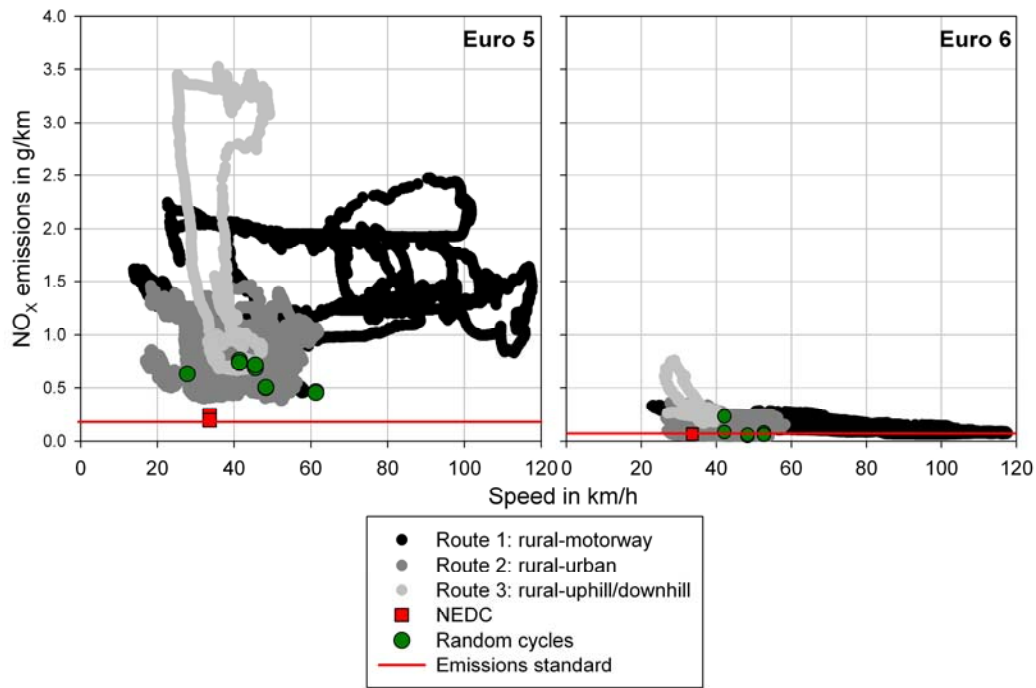 Euro 5
Euro 6
4.0
3.5
3.0
2.5
2.0
1.5
1.0
0.5
0.0
NOX emissions in g/km
0 20 40 60 80 100 120
0 20 40 60 80 100 120
Speed in km/h
Route 1: rural-motorway
Route 2: rural-urban
Route 3: rural-uphill/downhill
NEDC
Random cycles
Emissions standard